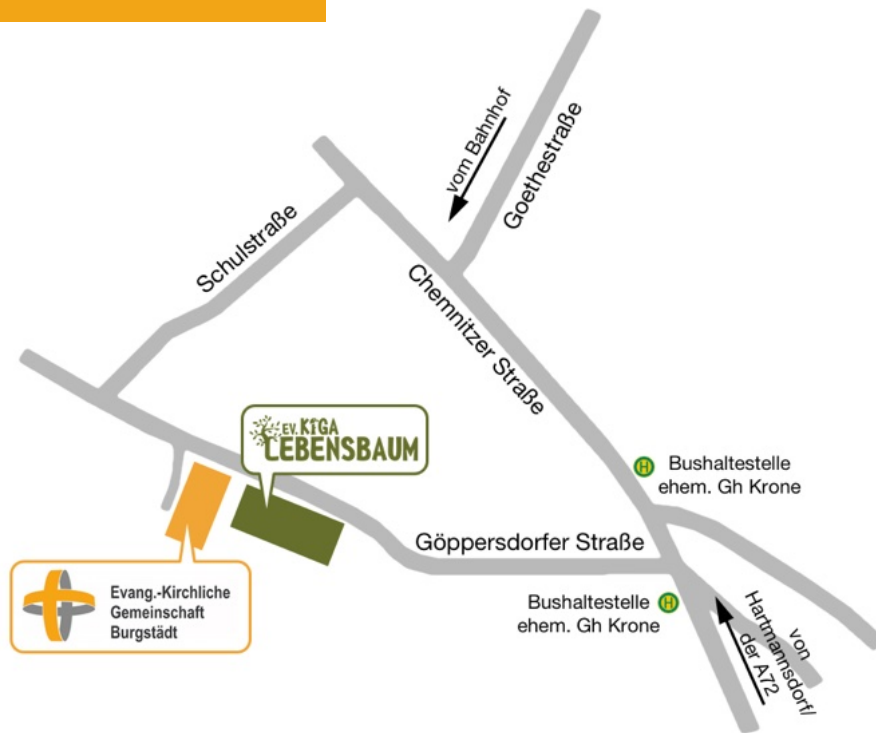 vom Bahnhof
Goethestraße
Schulstraße
Chemnitzer Straße
EV. KIGA
LEBENSBAUM
Bushaltestelle
ehem. Gh Krone
Göppersdorfer Straße
Evang.-Kirchliche
Gemeinschaft
Burgstädt
H
Bushaltestelle
ehem. Gh Krone
H
von
Hartmannsdorf/
der A72